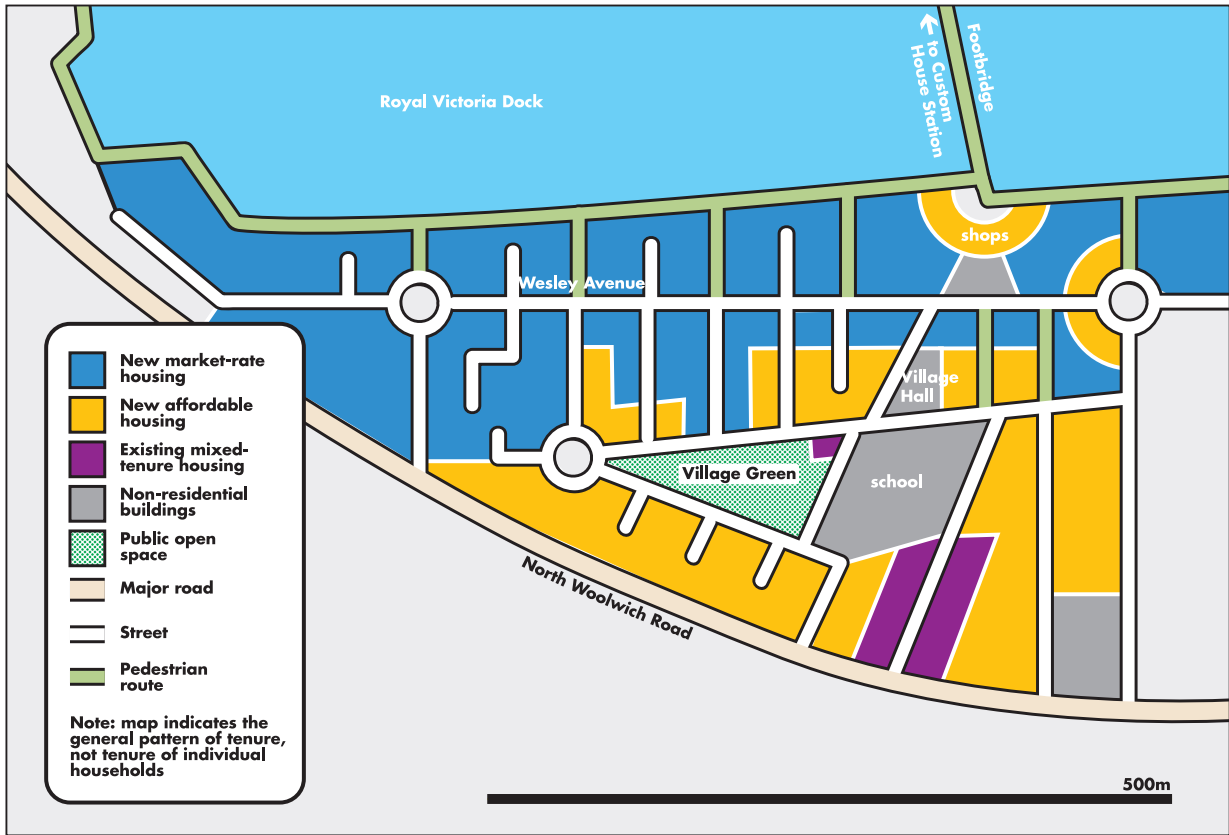 Royal Victoria Dock
Footbridge
to Custom
House Station
shops
Wesley Avenue
Village
Hall
Village Green
school
North Woolwich Road
New market-rate
housing
New affordable
housing
Existing mixed-
tenure housing
Non-residential
buildings
Public open
space
Major road
Street
Pedestrian
route
Note: map indicates the
general pattern of tenure,
not tenure of individual
households
500m